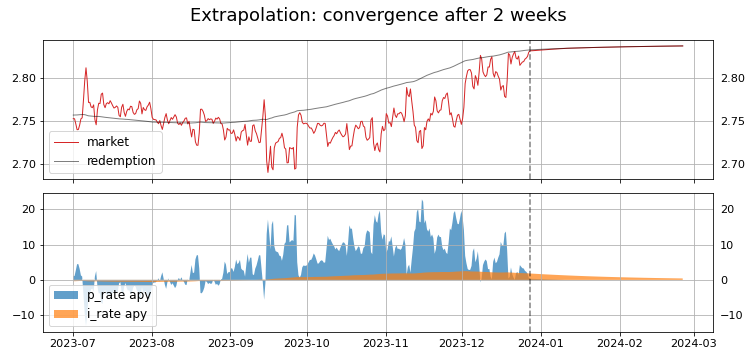 Extrapolation: convergence after 2 weeks
2.80 2.80
2.75 2.75
2.70 2.70
market
redemption
20 20
10 10
0 0
−10 −10
p_rate apy
i_rate apy
2023-07 2023-08 2023-09 2023-10 2023-11 2023-12 2024-01 2024-02 2024-03